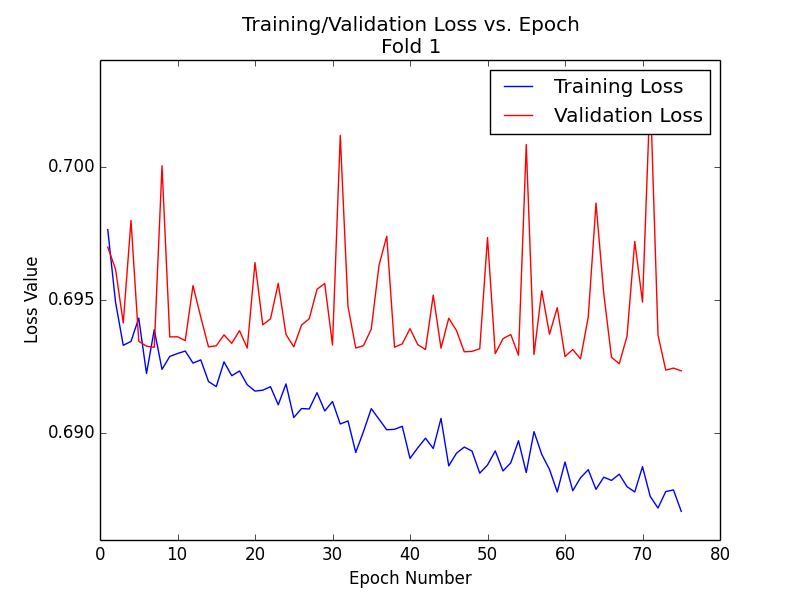 Training/Validation Loss vs. Epoch
Fold 1
Training Loss
Validation Loss
0.700
0.695
0.690
Loss Value
0 10 20 30 40 50 60 70 80
Epoch Number